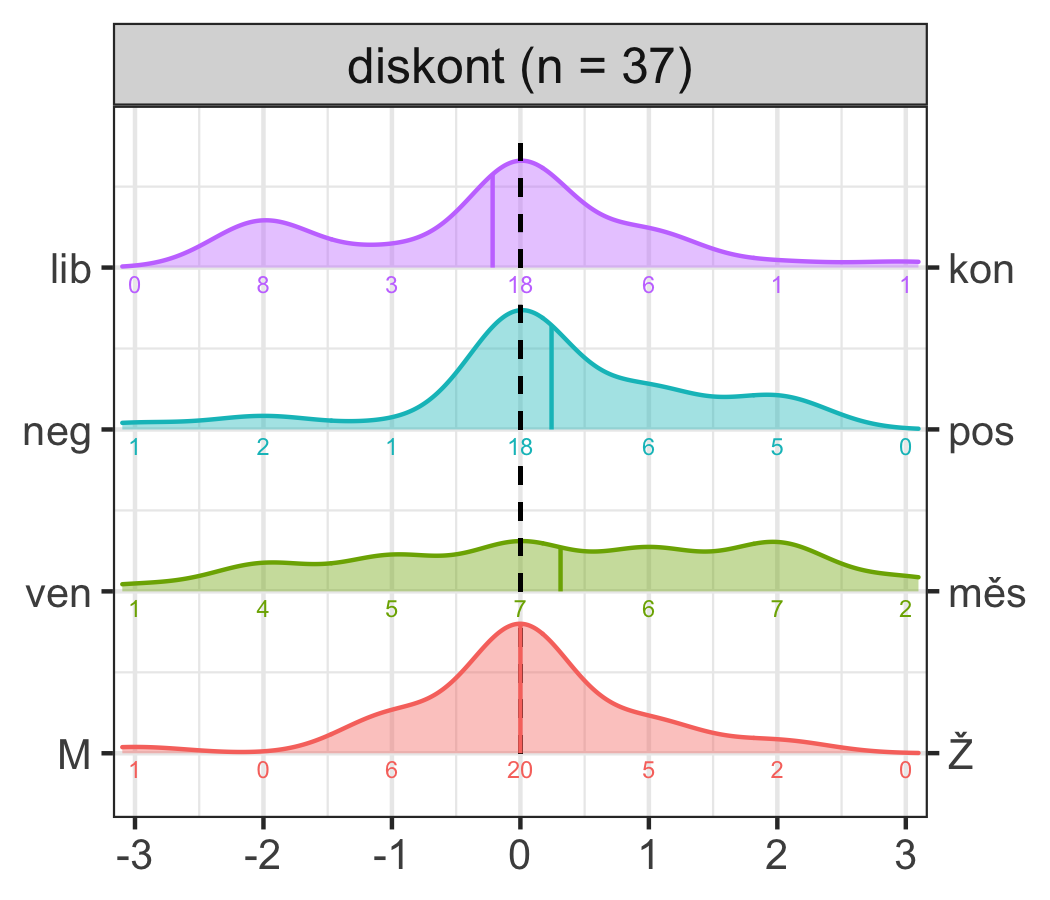 diskont (n = 37)
lib kon
0 8 3 18 6 1 1
neg pos
1 2 1 18 6 5 0
ven měs
1 4 5 7 6 7 2
M Ž
1 0 6 20 5 2 0
-3 -2 -1 0 1 2 3